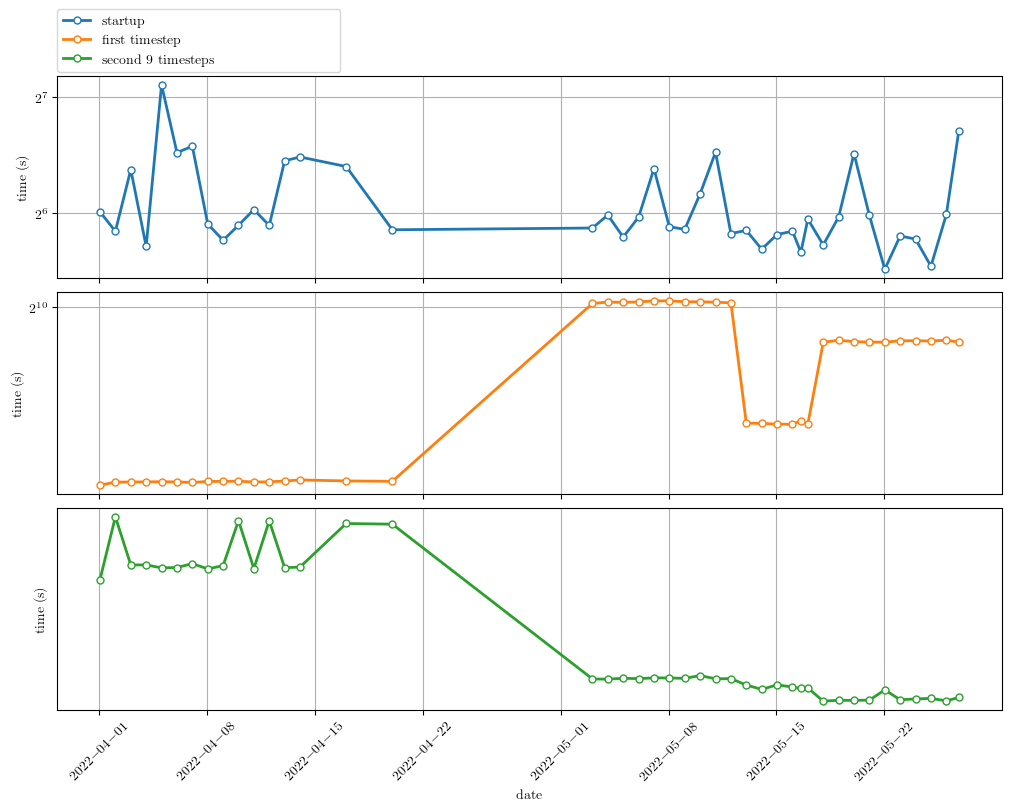 startup
first timestep
second 9 timesteps
2^7
2^6
time (s)
2^10
time (s)
time (s)
2022−04−01
2022−04−08
2022−04−15
2022−04−22
2022−05−01
2022−05−08
2022−05−15
2022−05−22
date